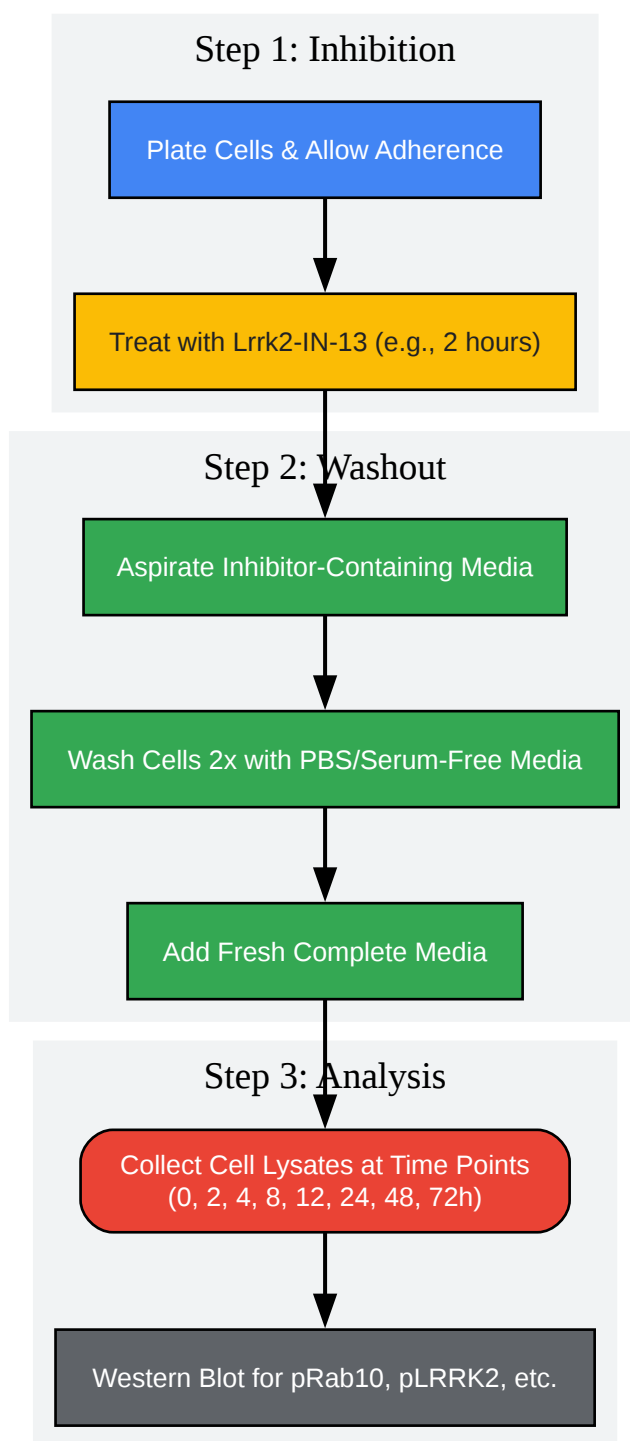 Step 1: Inhibition
Plate Cells & Allow Adherence
Treat with Lrrk2-IN-13 (e.g., 2 hours)
Step 2: Washout
Aspirate Inhibitor-Containing Media
Wash Cells 2x with PBS/Serum-Free Media
Add Fresh Complete Media
Step 3: Analysis
Collect Cell Lysates at Time Points
(0, 2, 4, 8, 12, 24, 48, 72h)
Western Blot for pRab10, pLRRK2, etc.